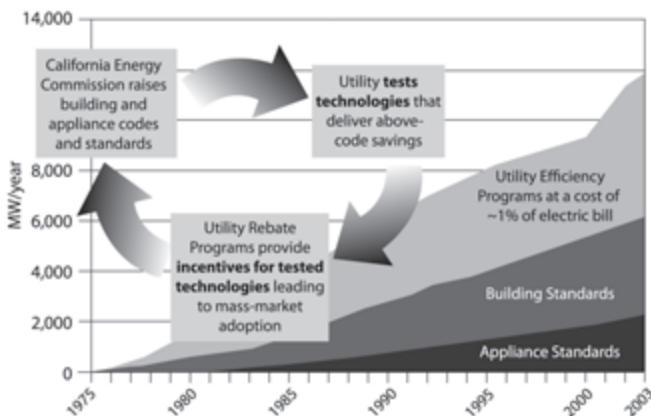 14,000
California Energy
Commission raises
building and
appliance codes
and standards
Utility tests
technologies that
deliver above-
code savings
8,000
6,000
4,000
2,000
0
MW/year
Utility Rebate
Programs provide
incentives for tested
technologies leading
to mass-market
adoption
Utility Efficiency
Programs at a cost of
~1% of electric bill
Building Standards
Appliance Standards
1975
1980
1985
1990
1995
2000
2003